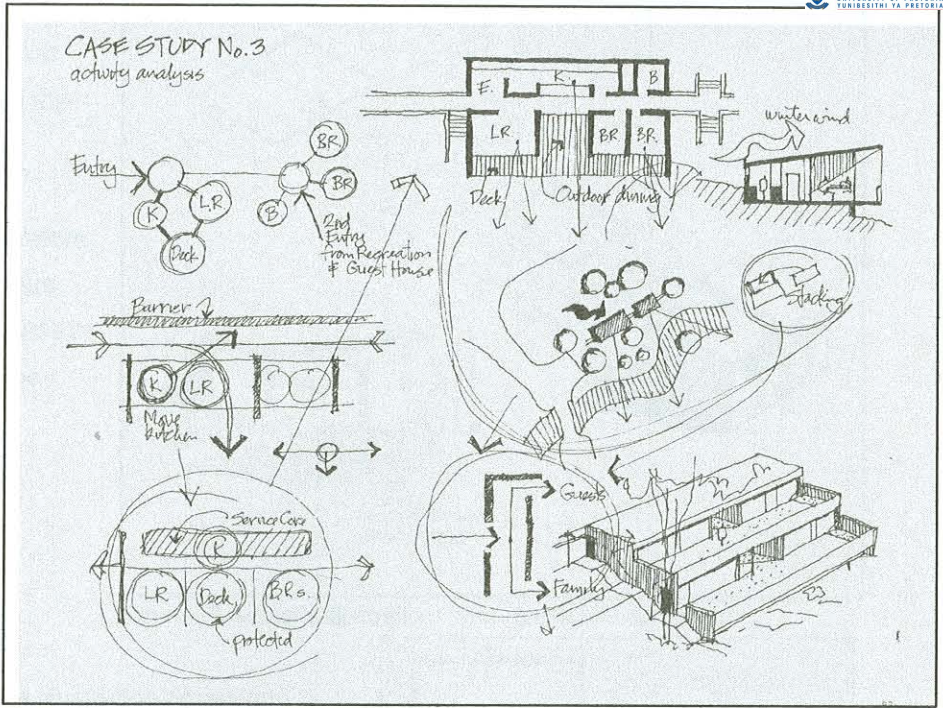 YUNIBESITHI YA PRETORIA
CASE STUDY No.3
activity analysis
E.
K
B
LR
BR
BR.
Deck
Outdoor dining
winter wind
Entry
BR
K
LR
BR
B
Deck
2nd
Entry
from Recreation
& Guest House
Barrier
K
LR
Move
kitchen
Stacking
Service Core
K
LR
Deck
BRs.
protected
Guests
Family